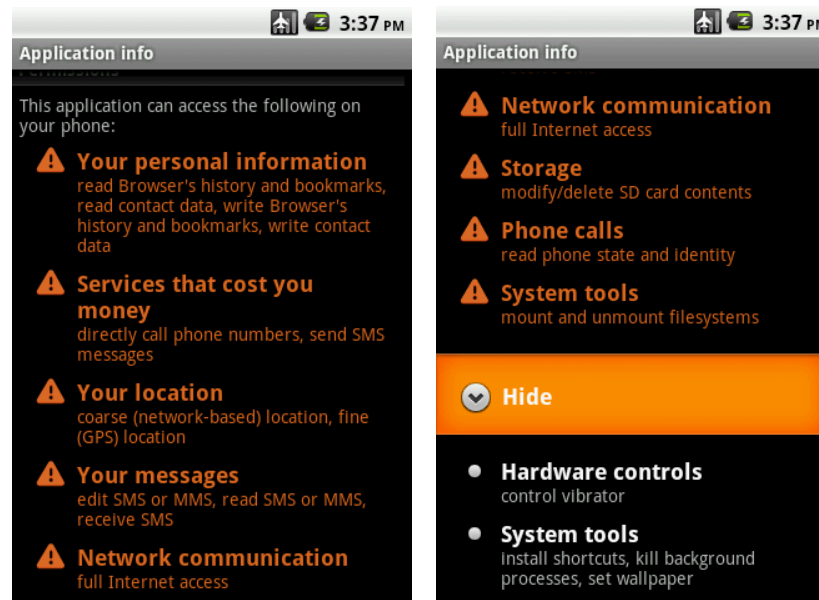 3:37 PM
Application info
Permissions
This application can access the following on
your phone:
Your personal information
read Browser's history and bookmarks,
read contact data, write Browser's
history and bookmarks, write contact
data
Services that cost you
money
directly call phone numbers, send SMS
messages
Your location
coarse (network-based) location, fine
(GPS) location
Your messages
edit SMS or MMS, read SMS or MMS,
receive SMS
Network communication
full Internet access
3:37 PM
Application info
Network communication
full Internet access
Storage
modify/delete SD card contents
Phone calls
read phone state and identity
System tools
mount and unmount filesystems
Hide
Hardware controls
control vibrator
System tools
install shortcuts, kill background
processes, set wallpaper